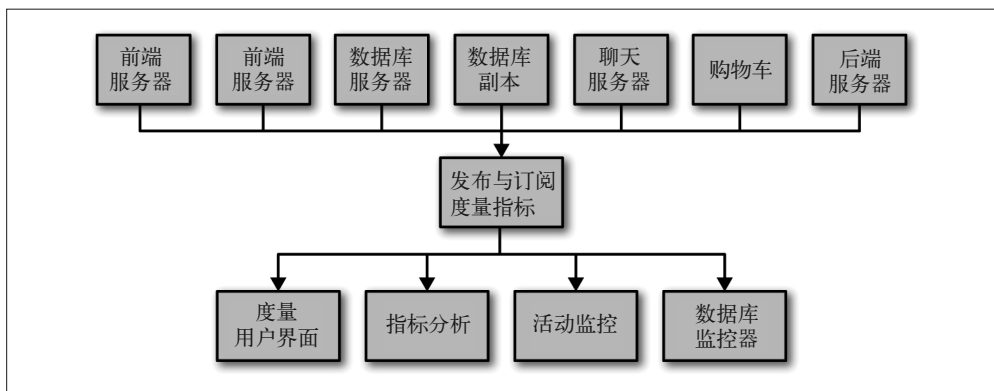 前端
服务器
前端
服务器
数据库
服务器
数据库
副本
聊天
服务器
购物车
后端
服务器
发布与订阅
度量指标
度量
用户界面
指标分析
活动监控
数据库
监控器